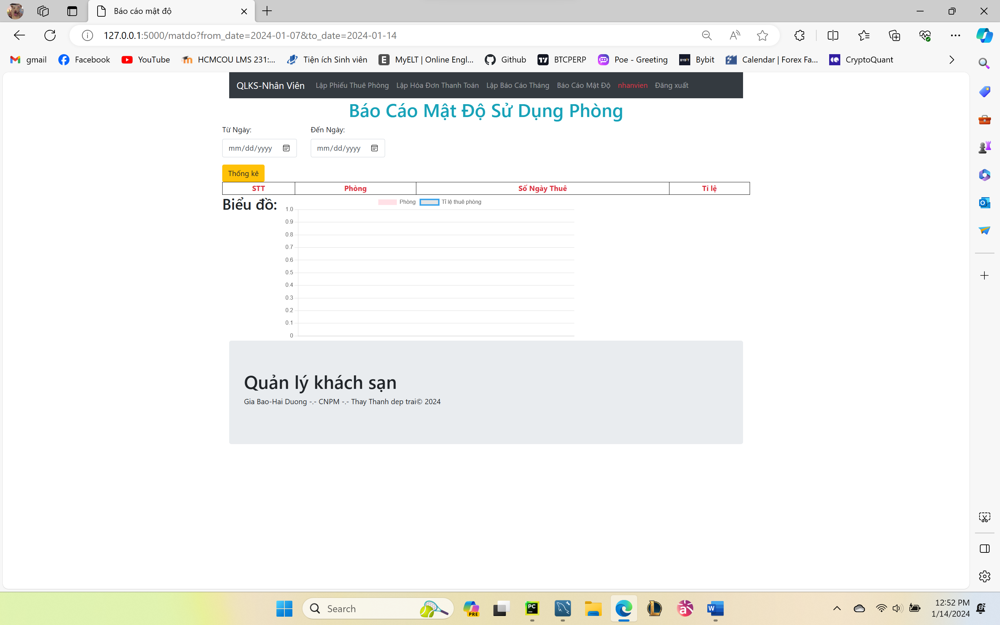 Báo cáo mật độ
127.0.0.1:5000/matdo?from_date=2024-01-07&to_date=2024-01-14
gmail Facebook YouTube HCMCOU LMS 231:... Tiện ích Sinh viên E MyELT | Online Engl... Github BTCPERP Poe - Greeting BYBIT Bybit Calendar | Forex Fa... CryptoQuant
QLKS-Nhân Viên Lập Phiếu Thuê Phòng Lập Hóa Đơn Thanh Toán Lập Báo Cáo Tháng Báo Cáo Mật Độ nhanvien Đăng xuất
Báo Cáo Mật Độ Sử Dụng Phòng
Từ Ngày: Đến Ngày:
mm/dd/yyyy mm/dd/yyyy
Thống kê
STT Phòng Số Ngày Thuê Tỉ lệ
Biểu đồ:
Phòng Tỉ lệ thuê phòng
1.0
0.9
0.8
0.7
0.6
0.5
0.4
0.3
0.2
0.1
0
Quản lý khách sạn
Gia Bao-Hai Duong -.- CNPM -.- Thay Thanh dep trai© 2024
Search
PRE
PC
W
12:52 PM
1/14/2024